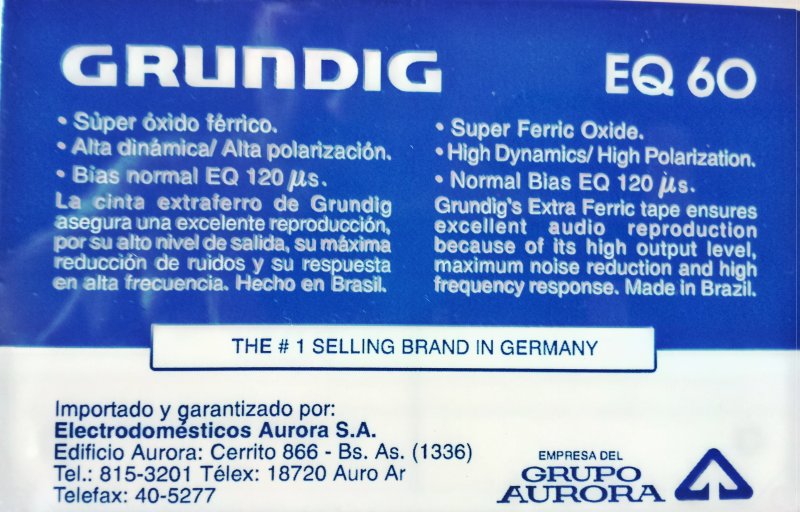 GRUNDIG
EQ 60
• Súper óxido férrico.
• Alta dinámica/ Alta polarización.
• Bias normal EQ 120 µs.
La cinta extraferro de Grundig
asegura una excelente reproducción,
por su alto nivel de salida, su máxima
reducción de ruidos y su respuesta
en alta frecuencia. Hecho en Brasil.
• Super Ferric Oxide.
• High Dynamics/ High Polarization.
• Normal Bias EQ 120 µs.
Grundig's Extra Ferric tape ensures
excellent audio reproduction
because of its high output level,
maximum noise reduction and high
frequency response. Made in Brazil.
THE # 1 SELLING BRAND IN GERMANY
Importado y garantizado por:
Electrodomésticos Aurora S.A.
Edificio Aurora: Cerrito 866 - Bs. As. (1336)
Tel.: 815-3201 Télex: 18720 Auro Ar
Telefax: 40-5277
EMPRESA DEL
GRUPO
AURORA